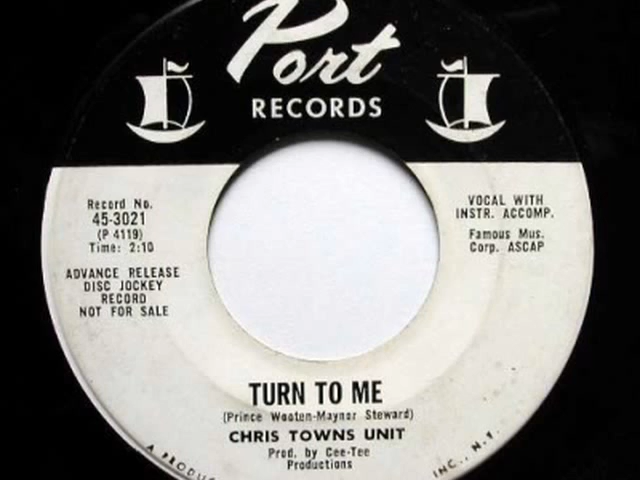 Port
RECORDS
Record No.
45-3021
(P 4119)
Time: 2:10
ADVANCE RELEASE
DISC JOCKEY
RECORD
NOT FOR SALE
VOCAL WITH
INSTR. ACCOMP.
Famous Mus.
Corp. ASCAP
TURN TO ME
(Prince Wooten-Maynor Steward)
CHRIS TOWNS UNIT
Prod. by Cee-Tee
Productions
A PRODUC
INC., N.Y.